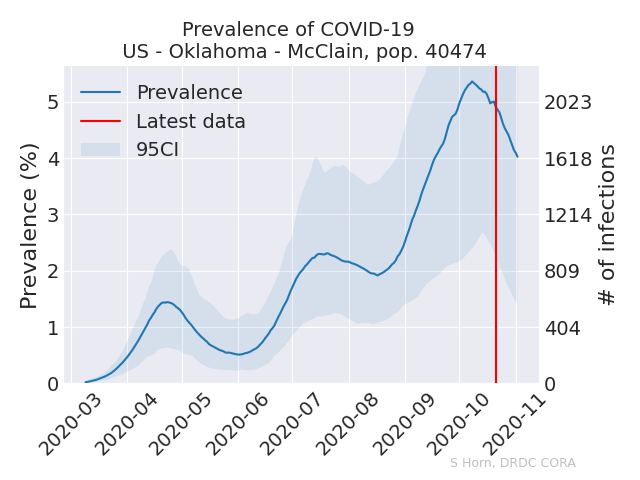 Prevalence of COVID-19
US - Oklahoma - McClain, pop. 40474
Prevalence
Latest data
95CI
Prevalence (%)
5
4
3
2
1
0
2023
1618
1214
809
404
0
# of infections
2020-03
2020-04
2020-05
2020-06
2020-07
2020-08
2020-09
2020-10
2020-11
S Horn, DRDC CORA